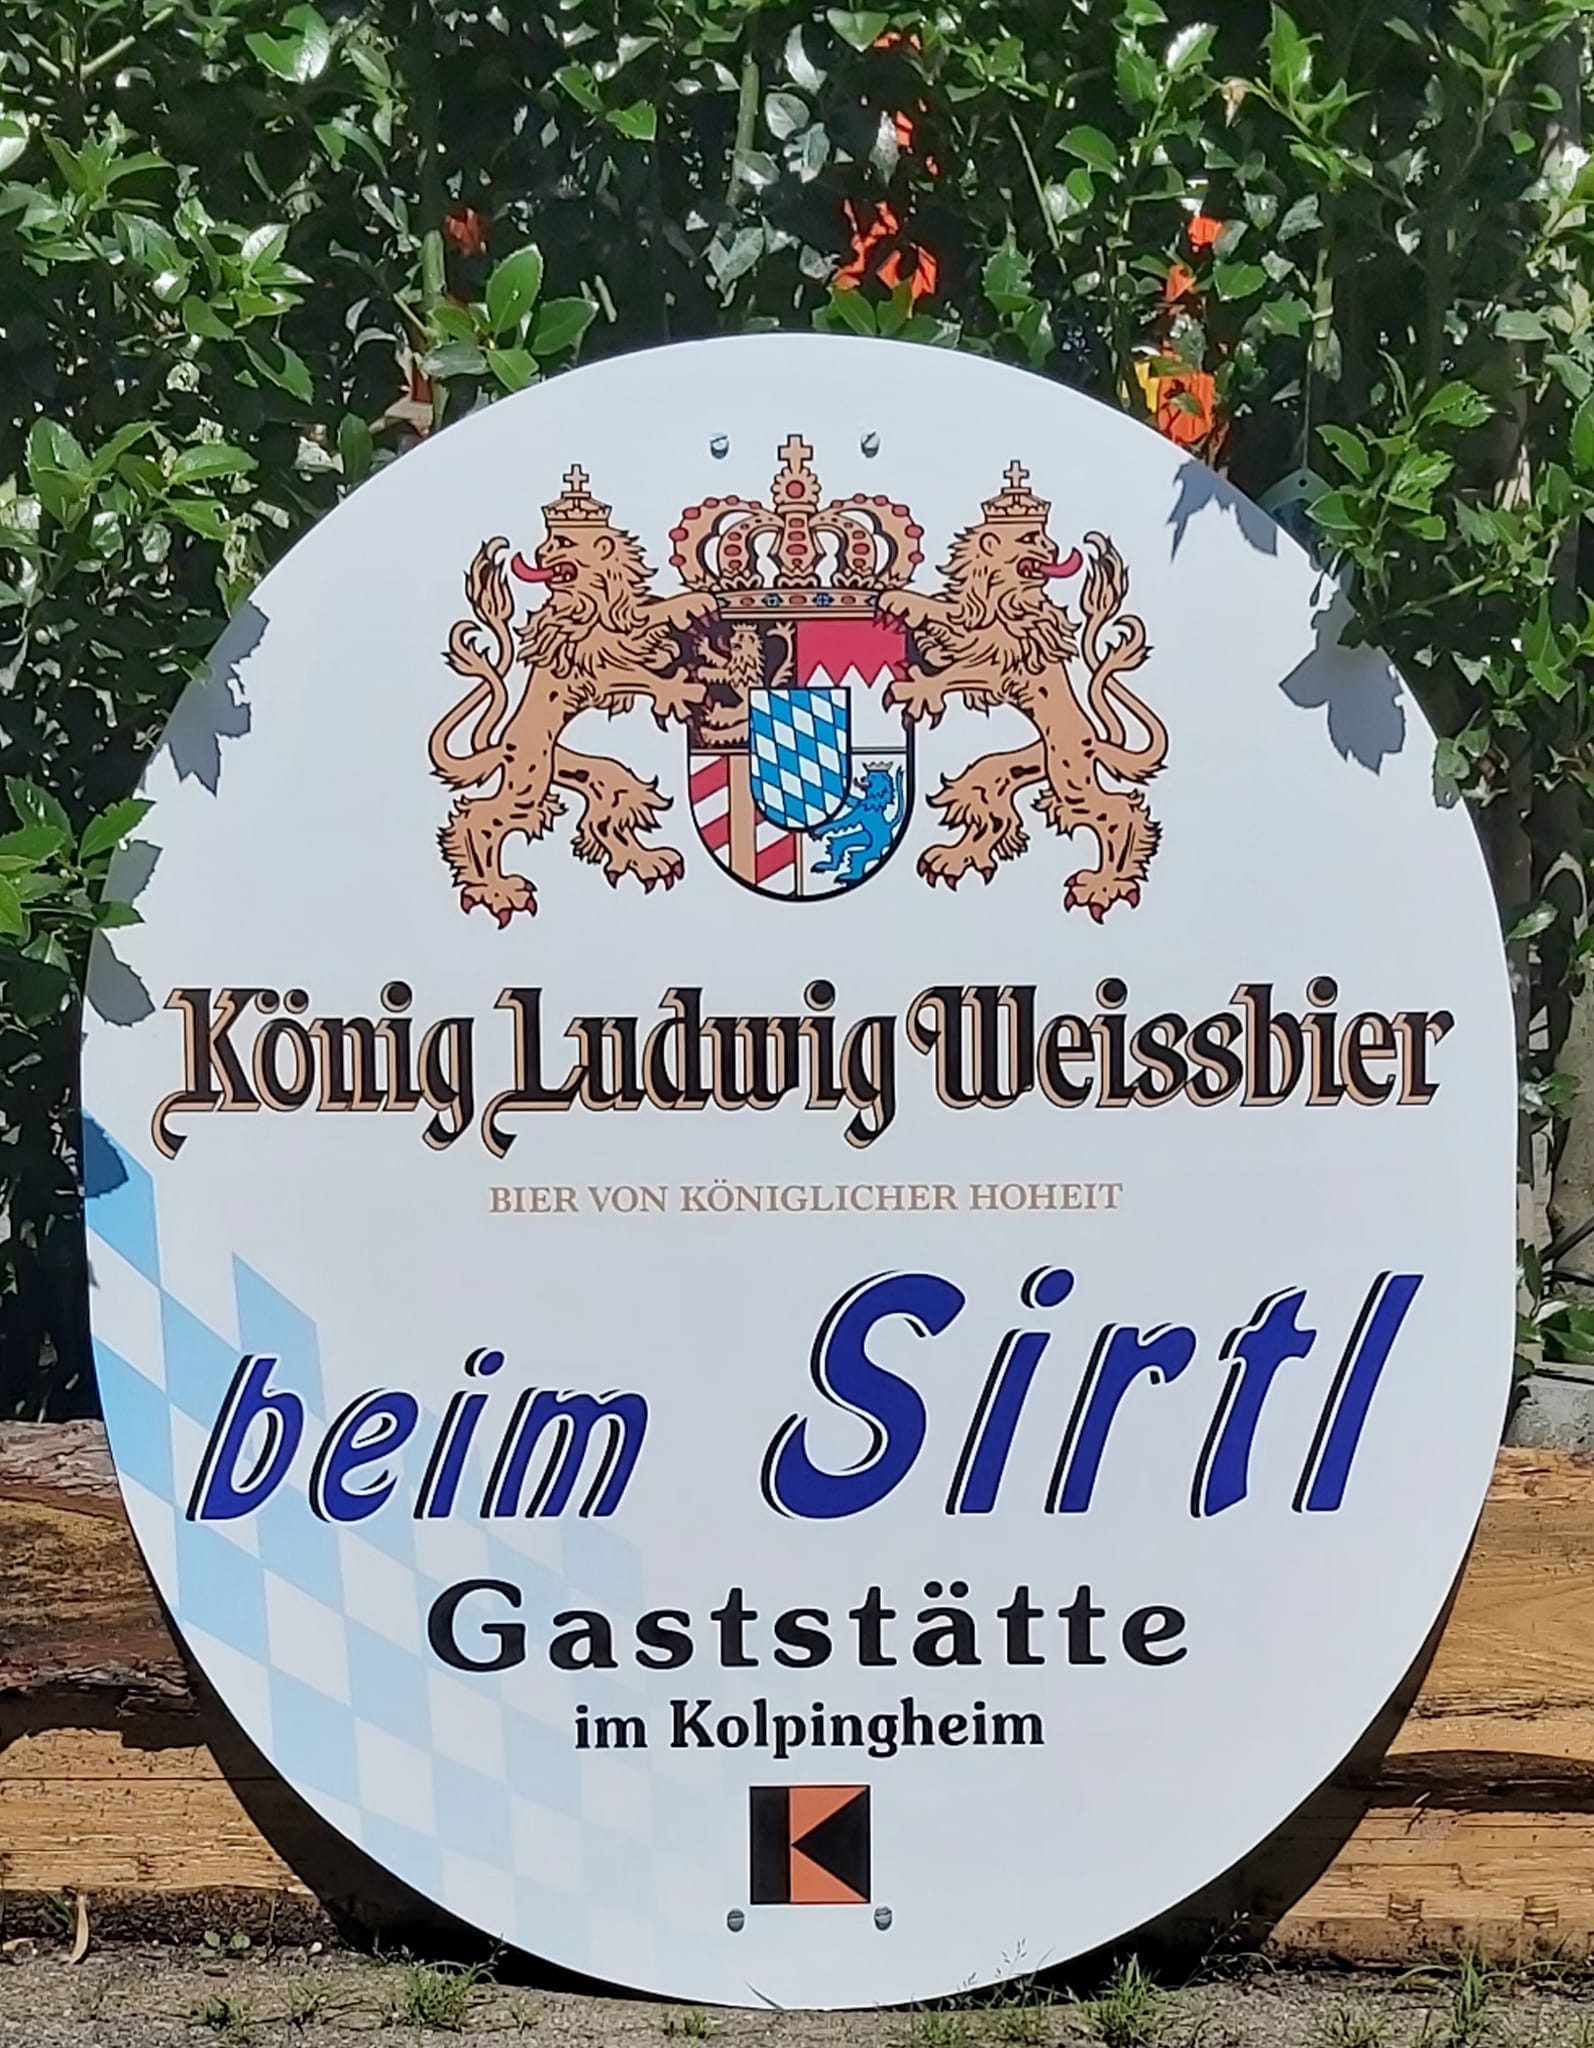 König Ludwig Weissbier
BIER VON KÖNIGLICHER HOHEIT
beim Sirtl
Gaststätte
im Kolpingheim
K